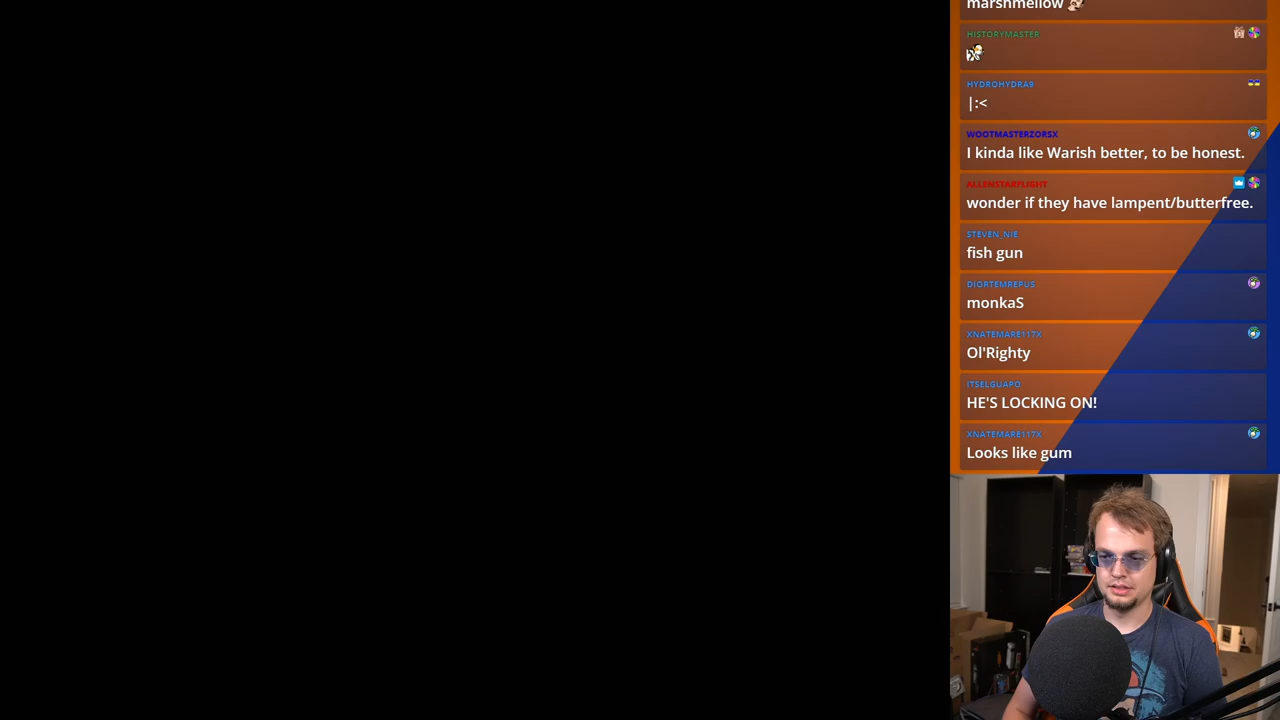 marshmellow
HISTORYMASTER
HYDROHYDRA9
|:<
WOOTMASTERZORSX
I kinda like Warish better, to be honest.
ALLENSTARFLIGHT
wonder if they have lampent/butterfree.
STEVEN_NIE
fish gun
DIORTEMREPUS
monkaS
XNATEMARE117X
Ol'Righty
ITSELGUAPO
HE'S LOCKING ON!
XNATEMARE117X
Looks like gum